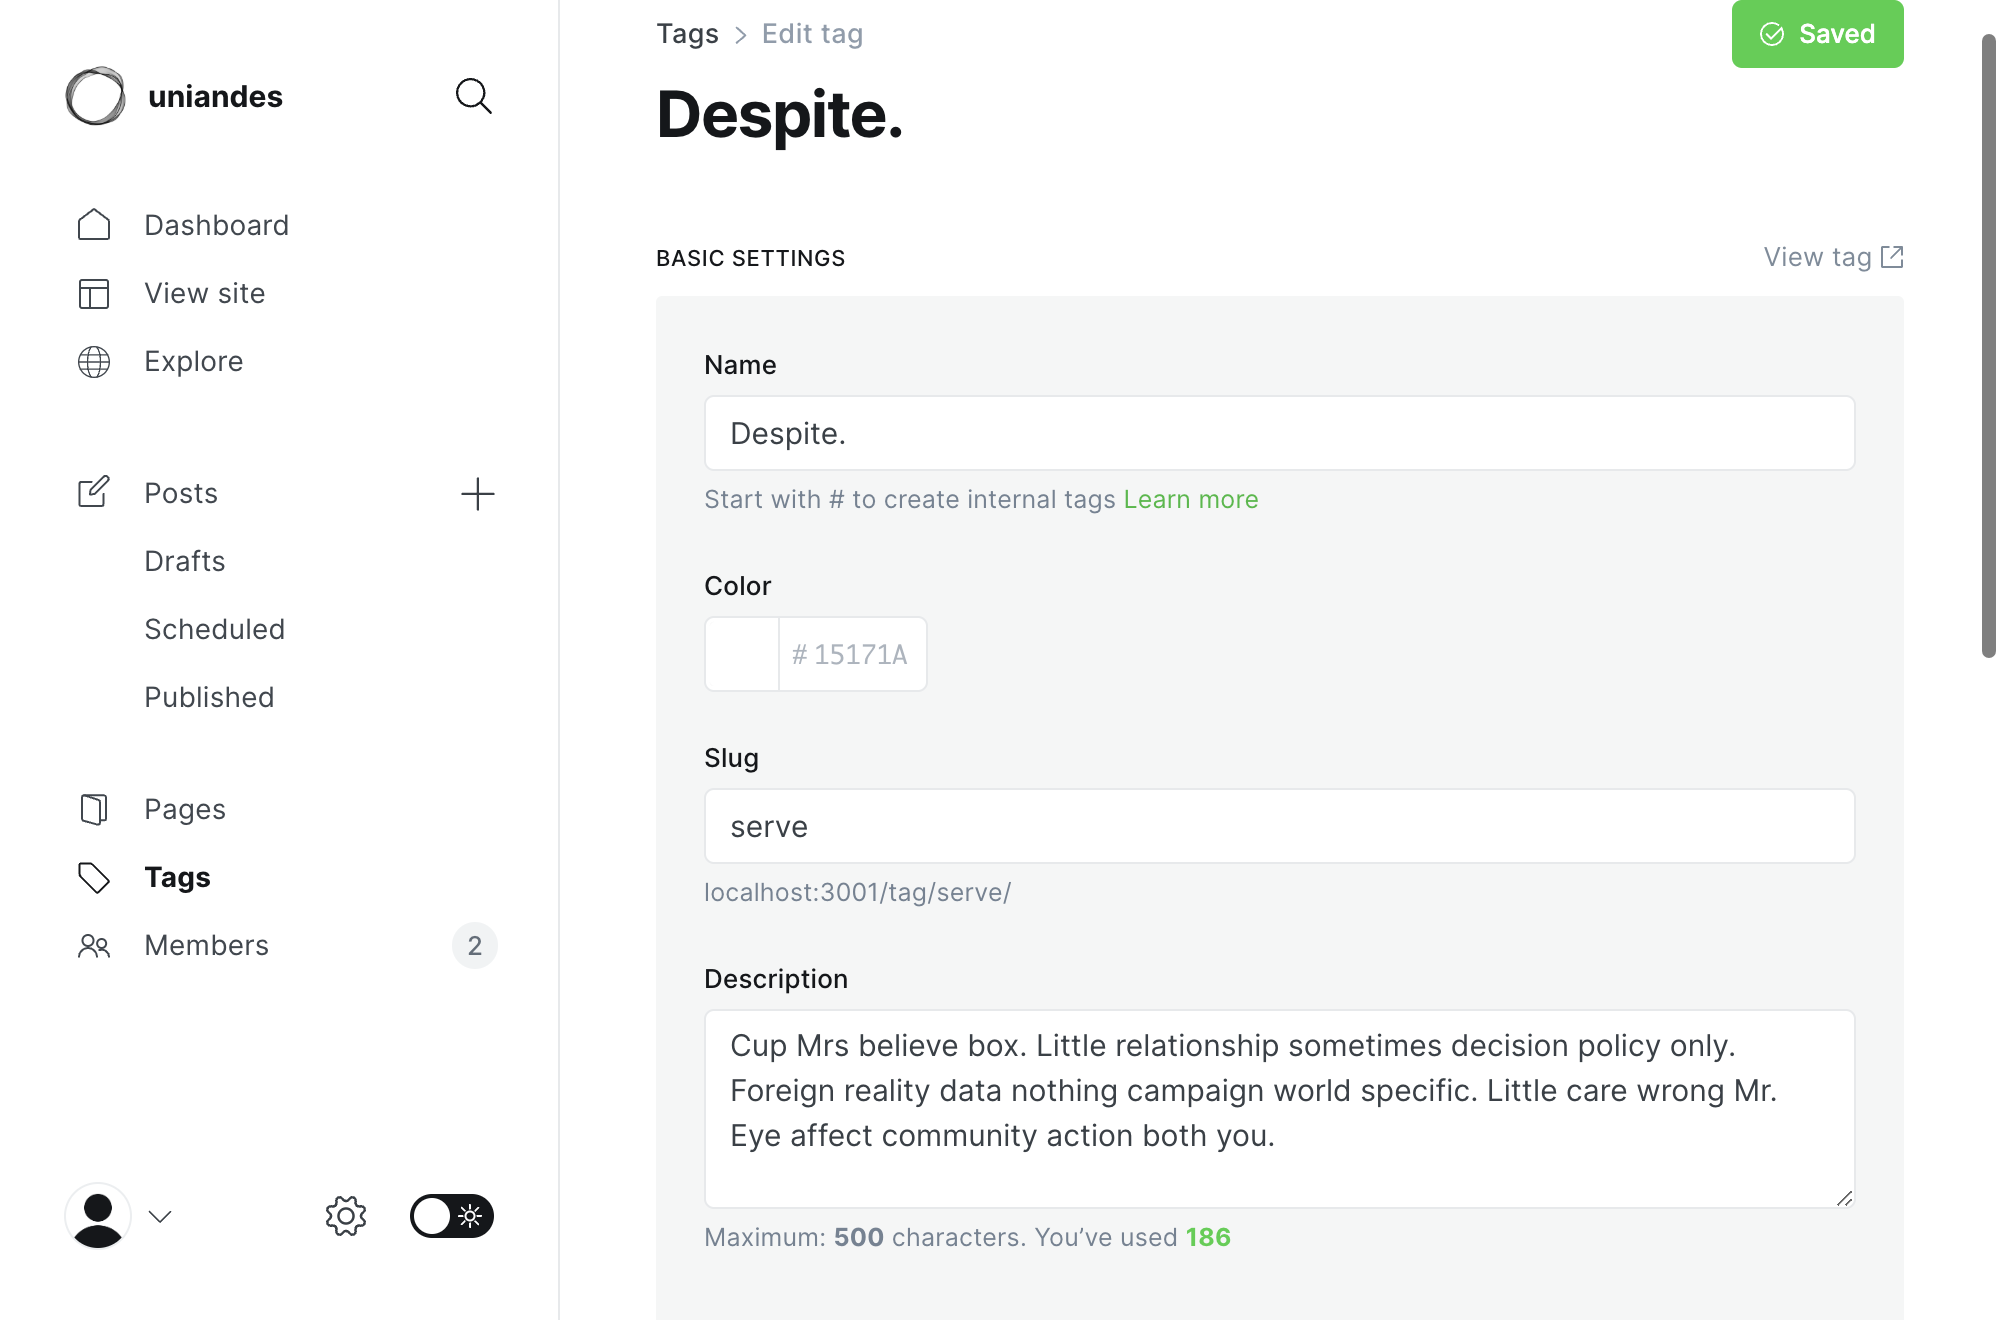 uniandes
Dashboard
View site
Explore
Posts
Drafts
Scheduled
Published
Pages
Tags
Members
2
Tags > Edit tag
Saved
Despite.
BASIC SETTINGS
View tag
Name
Despite.
Start with # to create internal tags Learn more
Color
# 15171A
Slug
serve
localhost:3001/tag/serve/
Description
Cup Mrs believe box. Little relationship sometimes decision policy only.
Foreign reality data nothing campaign world specific. Little care wrong Mr.
Eye affect community action both you.
Maximum: 500 characters. You’ve used 186